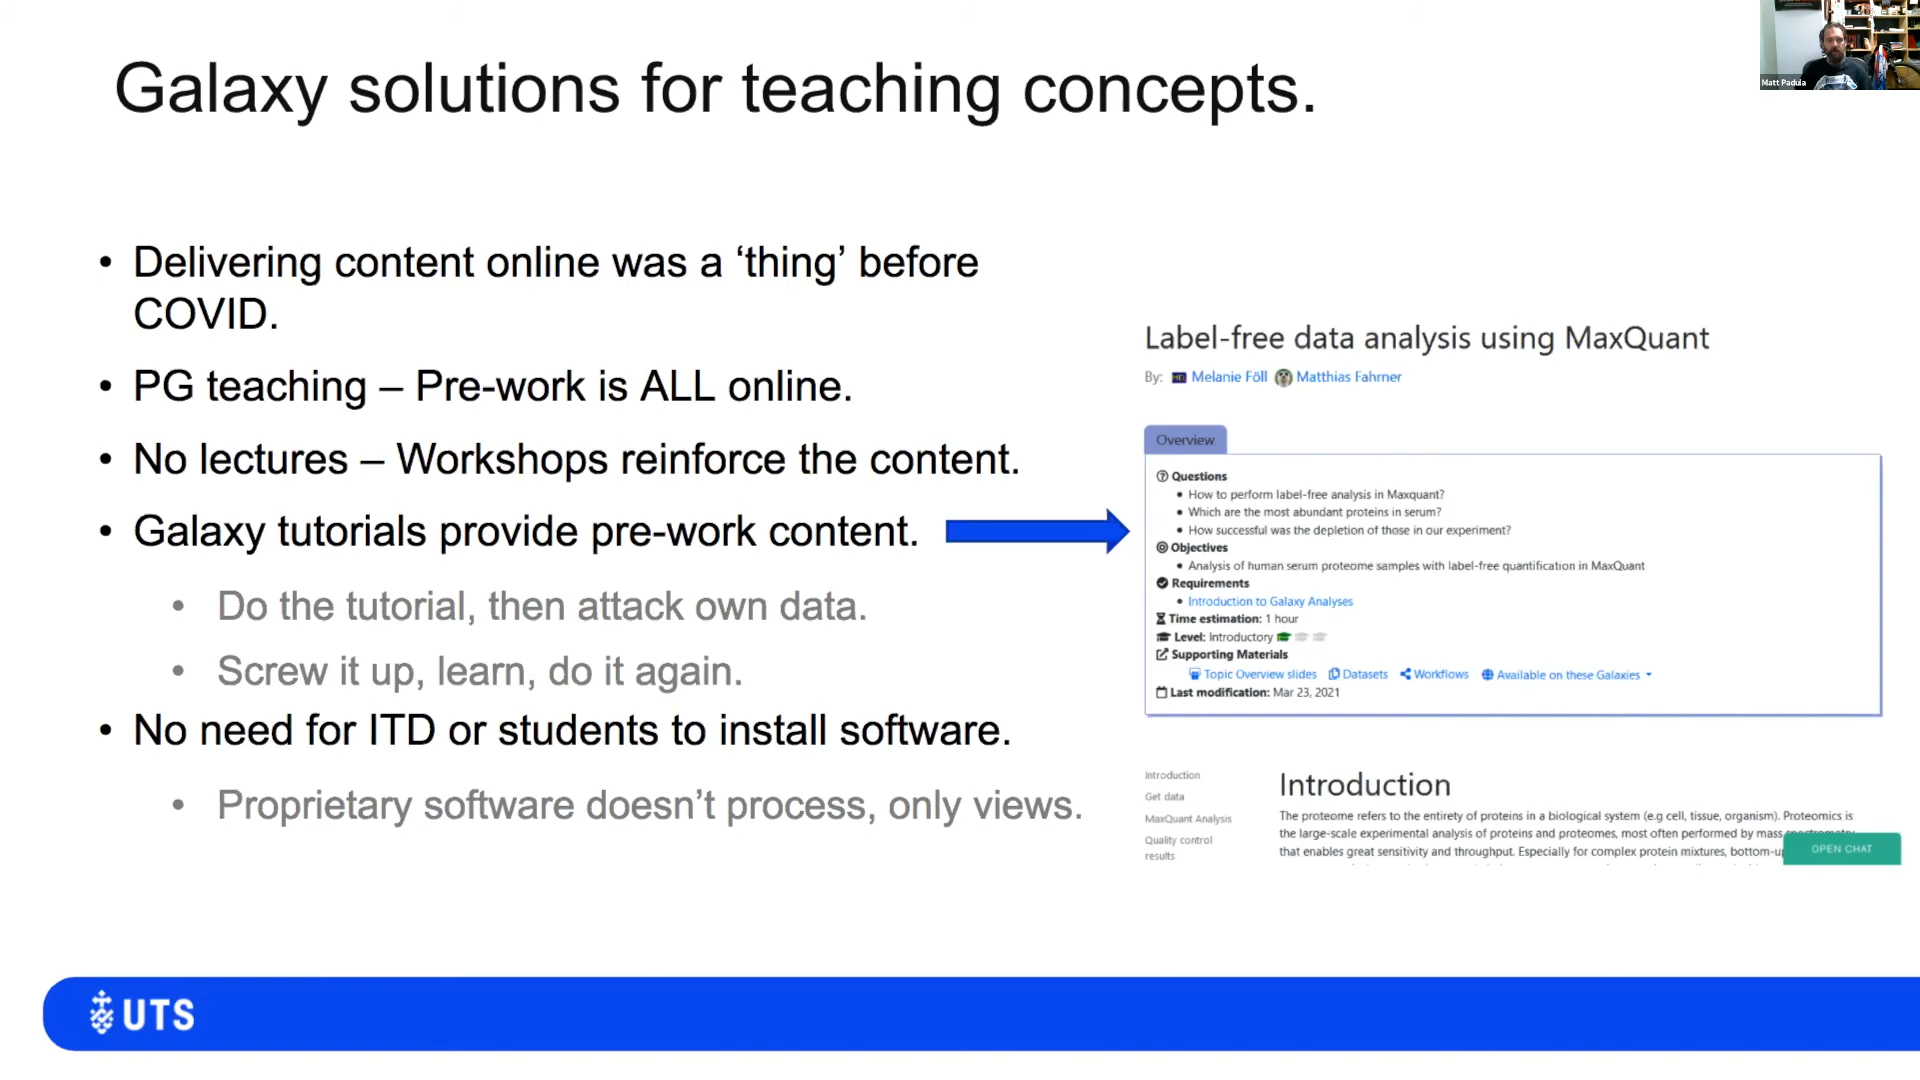 Galaxy solutions for teaching concepts.
Matt Padula
• Delivering content online was a ‘thing’ before
COVID.
• PG teaching – Pre-work is ALL online.
• No lectures – Workshops reinforce the content.
• Galaxy tutorials provide pre-work content.
• Do the tutorial, then attack own data.
• Screw it up, learn, do it again.
• No need for ITD or students to install software.
• Proprietary software doesn’t process, only views.
Label-free data analysis using MaxQuant
By: Melanie Föll Matthias Fahrner
Overview
Questions
• How to perform label-free analysis in Maxquant?
• Which are the most abundant proteins in serum?
• How successful was the depletion of those in our experiment?
Objectives
• Analysis of human serum proteome samples with label-free quantification in MaxQuant
Requirements
• Introduction to Galaxy Analyses
Time estimation: 1 hour
Level: Introductory
Supporting Materials
Topic Overview slides Datasets Workflows Available on these Galaxies
Last modification: Mar 23, 2021
Introduction
Get data
MaxQuant Analysis
Quality control
results
Introduction
The proteome refers to the entirety of proteins in a biological system (e.g cell, tissue, organism). Proteomics is
the large-scale experimental analysis of proteins and proteomes, most often performed by mass spectrometry
that enables great sensitivity and throughput. Especially for complex protein mixtures,
OPEN CHAT
UTS